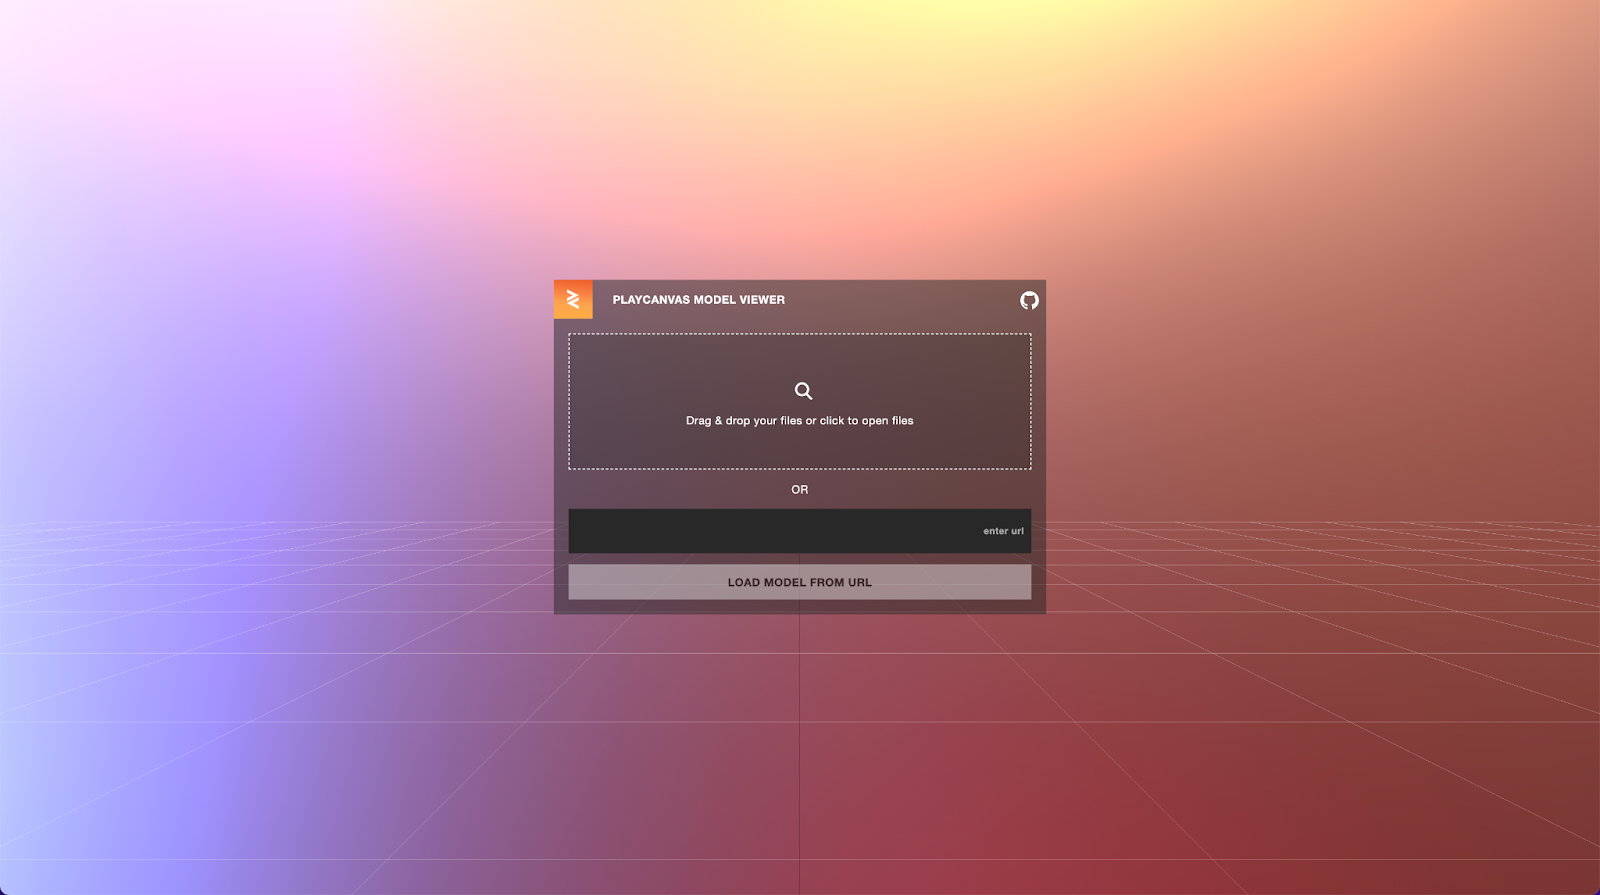 PLAYCANVAS MODEL VIEWER
Drag & drop your files or click to open files
OR
enter url
LOAD MODEL FROM URL